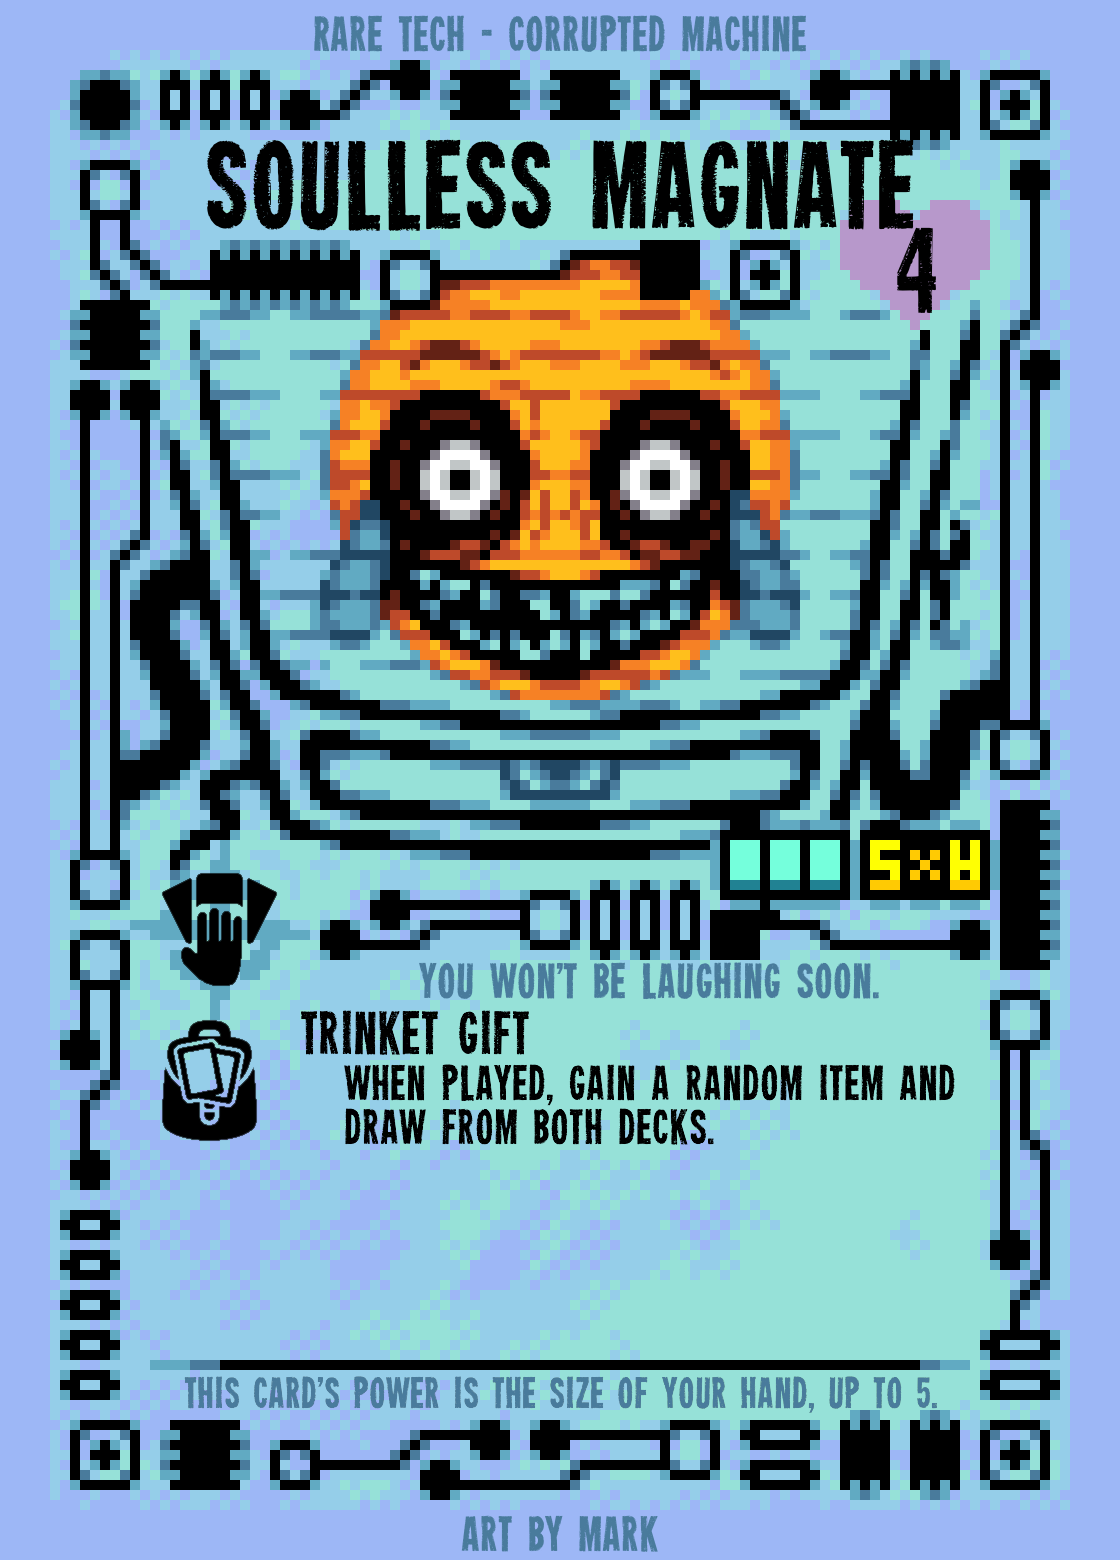 RARE TECH - CORRUPTED MACHINE
SOULLESS MAGNATE
4
YOU WON'T BE LAUGHING SOON.
TRINKET GIFT
WHEN PLAYED, GAIN A RANDOM ITEM AND
DRAW FROM BOTH DECKS.
THIS CARD'S POWER IS THE SIZE OF YOUR HAND, UP TO 5.
ART BY MARK